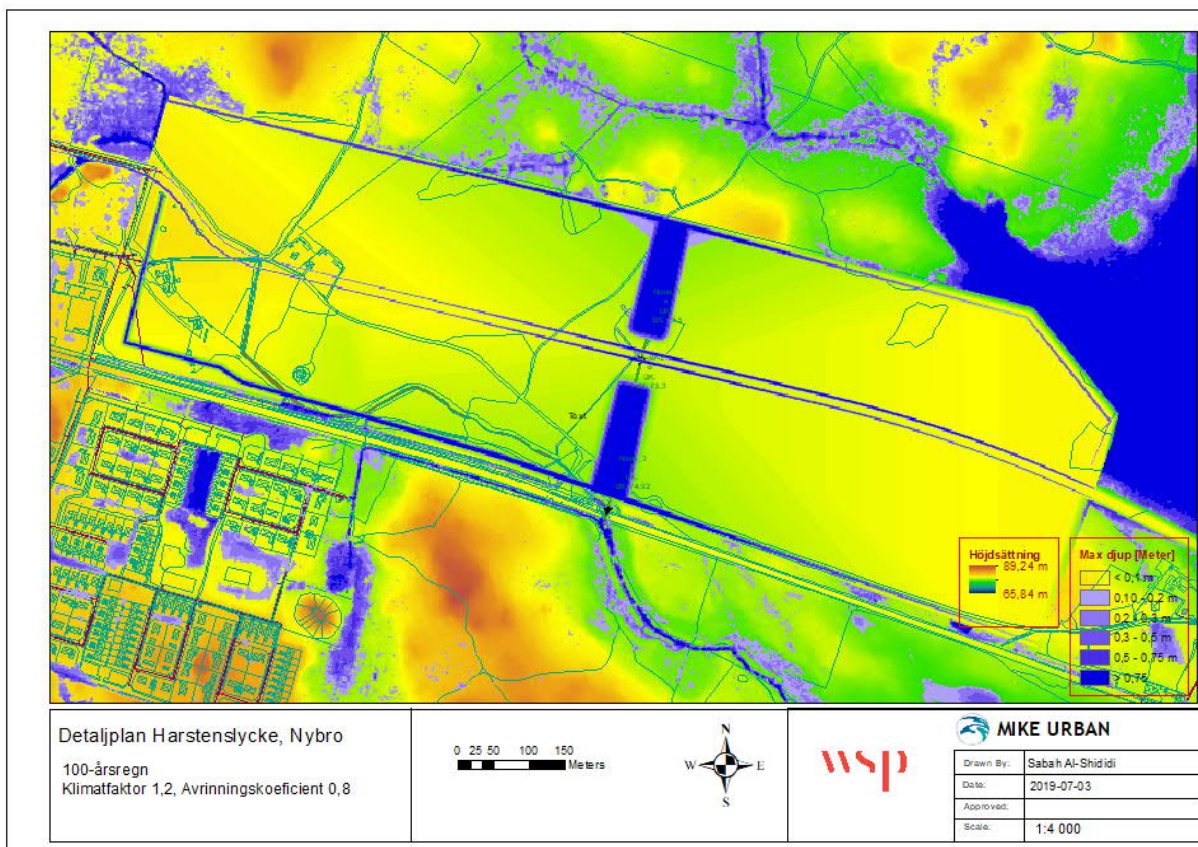 Test
Höjdsättning
89,24 m
65,84 m
Max djup [Meter]
< 0,1 m
0,10 - 0,2 m
0,2 - 0,3 m
0,3 - 0,5 m
0,5 - 0,75 m
> 0,75
Detaljplan Harstenslycke, Nybro
100-årsregn
Klimatfaktor 1,2, Avrinningskoeficient 0,8
0 25 50 100 150
Meters
N
W E
S
wsp
MIKE URBAN
Drawn By: Sabah Al-Shididi
Date: 2019-07-03
Approved:
Scale: 1:4 000